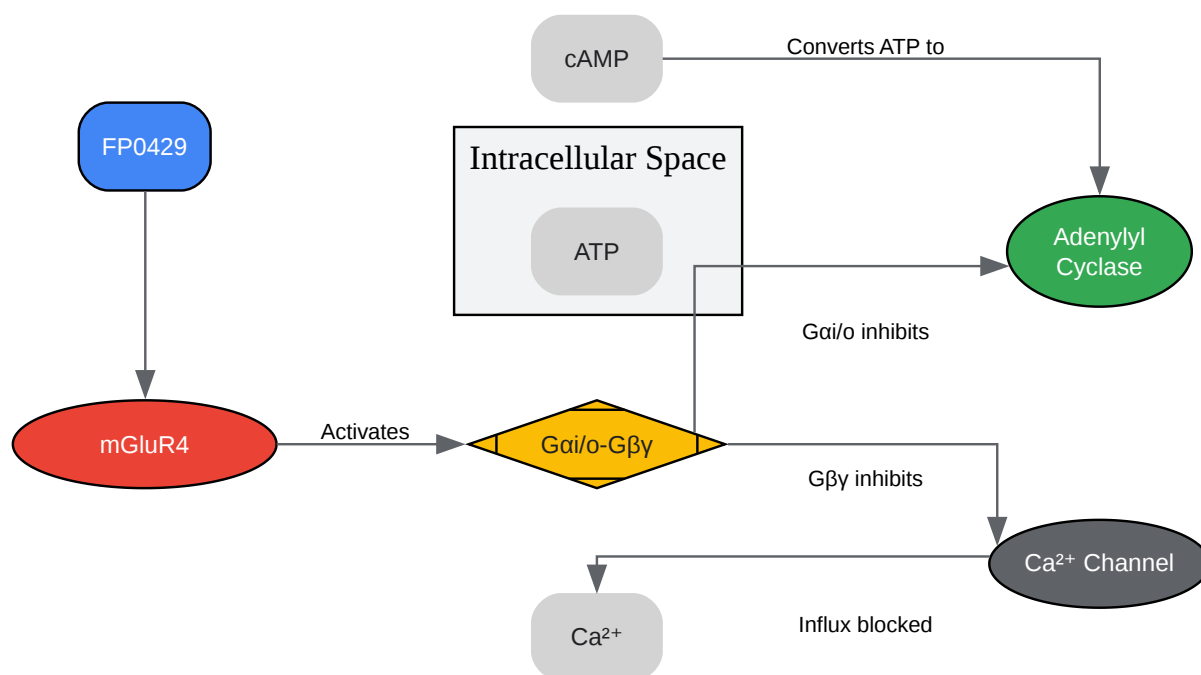 cAMP
Converts ATP to
FP0429
Intracellular Space
ATP
Adenylyl
Cyclase
Gαi/o inhibits
mGluR4
Activates
Gαi/o-Gβγ
Gβγ inhibits
Ca²⁺ Channel
Influx blocked
Ca²⁺